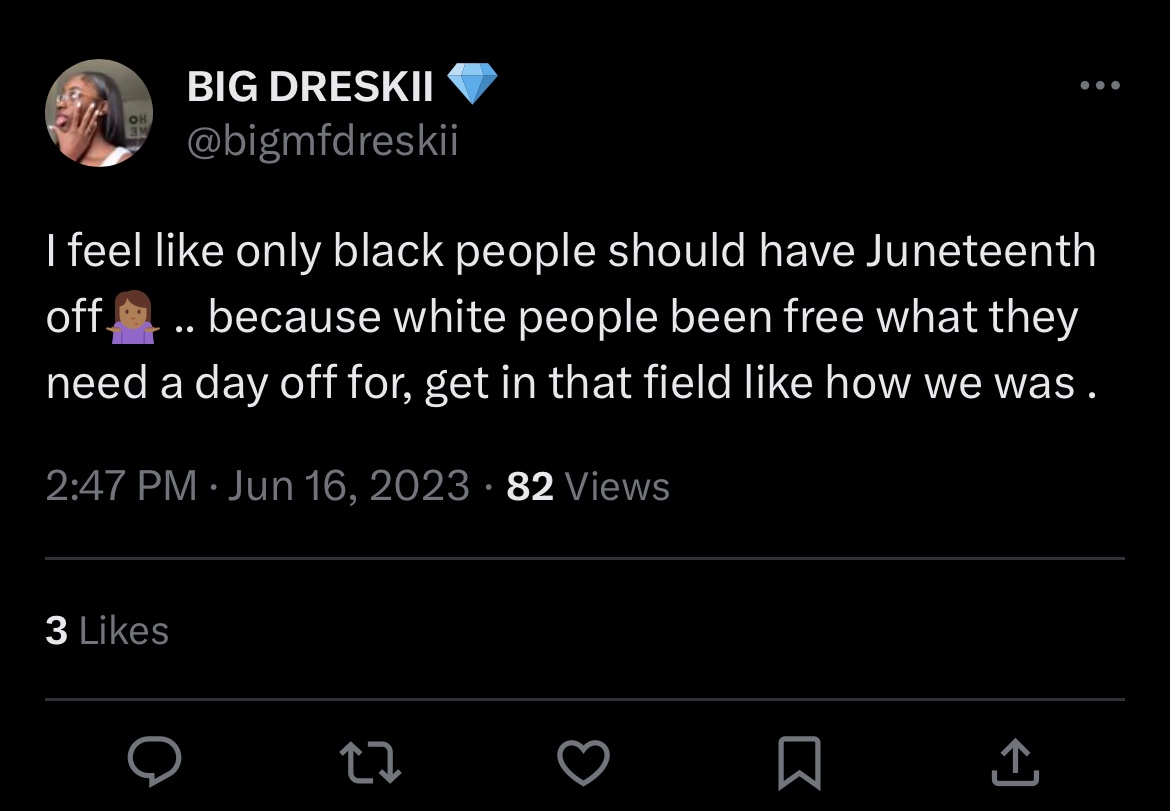 BIG DRESKII 💎
@bigmfdreskii
I feel like only black people should have Juneteenth
off🤷🏽‍♀️ .. because white people been free what they
need a day off for, get in that field like how we was .
2:47 PM · Jun 16, 2023 · 82 Views
3 Likes